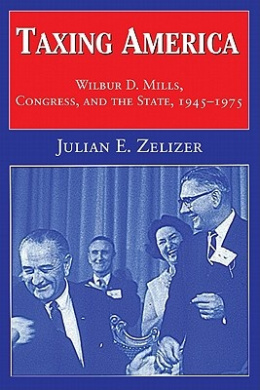 TAXING AMERICA
WILBUR D. MILLS,
CONGRESS, AND THE STATE, 1945–1975
JULIAN E. ZELIZER